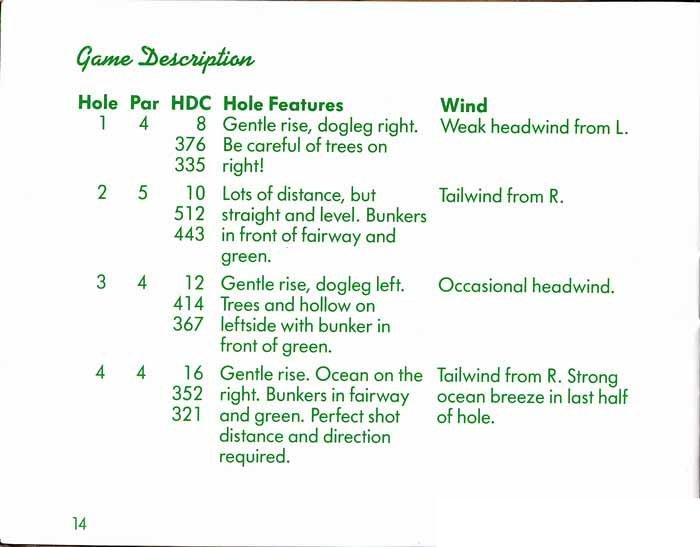 Game Description
Hole Par HDC Hole Features Wind
1 4 8 Gentle rise, dogleg right. Weak headwind from L.
376 Be careful of trees on
335 right!
2 5 10 Lots of distance, but Tailwind from R.
512 straight and level. Bunkers
443 in front of fairway and
green.
3 4 12 Gentle rise, dogleg left. Occasional headwind.
414 Trees and hollow on
367 leftside with bunker in
front of green.
4 4 16 Gentle rise. Ocean on the Tailwind from R. Strong
352 right. Bunkers in fairway ocean breeze in last half
321 and green. Perfect shot of hole.
distance and direction
required.
14